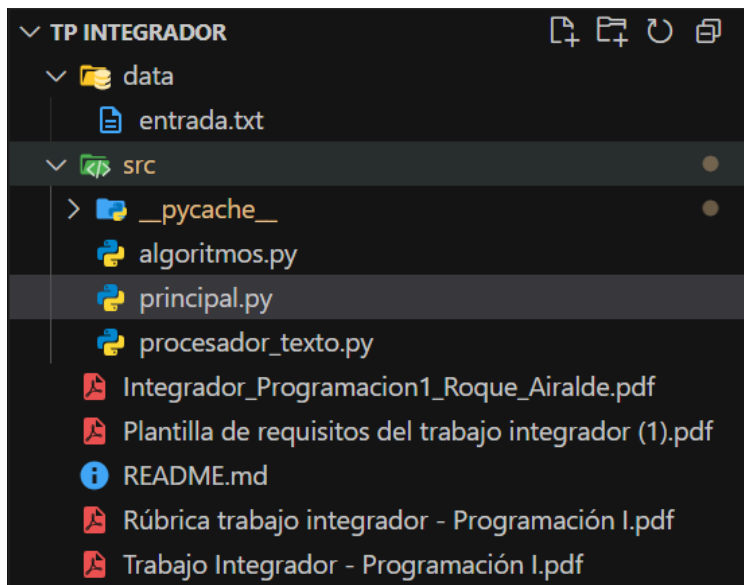 TP INTEGRADOR
data
entrada.txt
src
__pycache__
algoritmos.py
principal.py
procesador_texto.py
Integrador_Programacion1_Roque_Airalde.pdf
Plantilla de requisitos del trabajo integrador (1).pdf
README.md
Rúbrica trabajo integrador - Programación I.pdf
Trabajo Integrador - Programación I.pdf